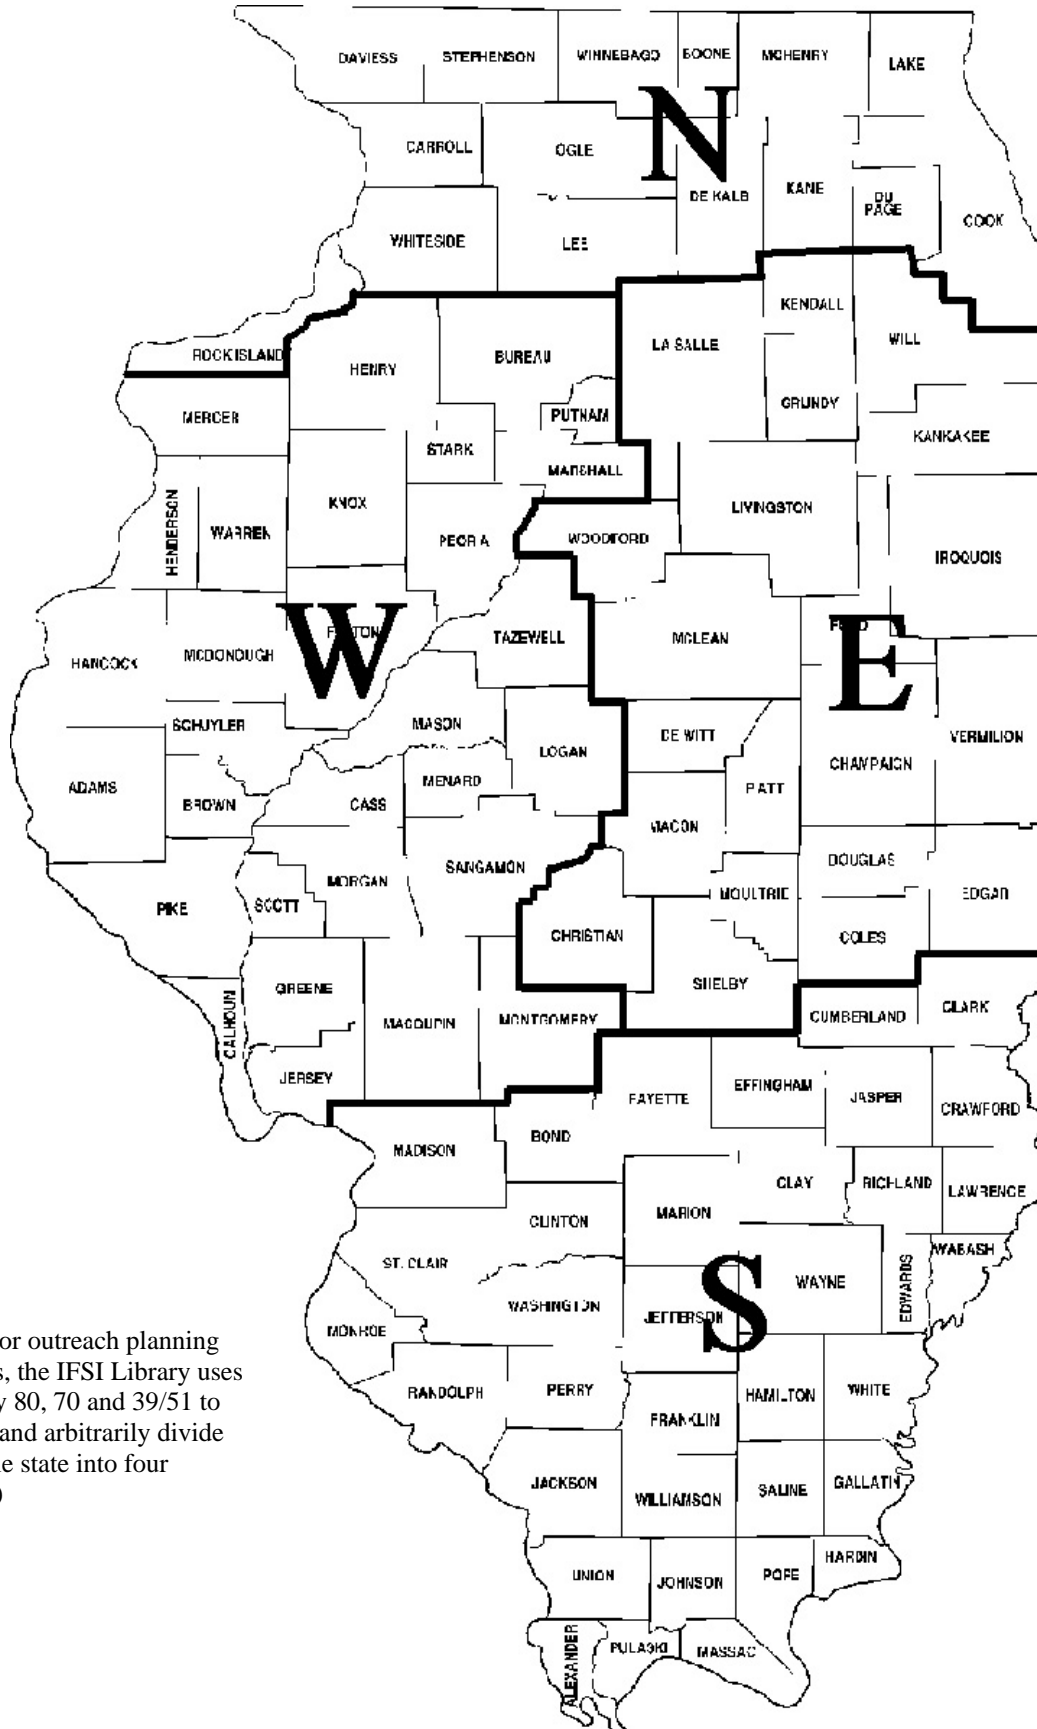 DAVIESS STEPHENSON WINNEBAGO BOONE MCHENRY LAKE
N
CARROLL OGLE
DE KALB KANE DU PAGE COOK
WHITESIDE LEE
KENDALL
ROCK ISLAND HENRY BUREAU LA SALLE WILL
MERCER PUTNAM GRUNDY
STARK MARSHALL KANKAKEE
HENDERSON WARREN KNOX PEORIA WOODFORD LIVINGSTON
IROQUOIS
W E
HANCOCK MCDONOUGH TAZEWELL MCLEAN
SCHUYLER MASON LOGAN DE WITT VERMILION
ADAMS BROWN CASS MENARD PIATT CHAMPAIGN
MACON
PIKE SCOTT MORGAN SANGAMON MOULTRIE DOUGLAS EDGAR
CHRISTIAN COLES
CALHOUN GREENE SHELBY
MACOUPIN MONTGOMERY CUMBERLAND CLARK
JERSEY FAYETTE EFFINGHAM JASPER CRAWFORD
MADISON BOND
CLAY RICHLAND LAWRENCE
CLINTON MARION
ST. CLAIR WABASH
S
WASHINGTON JEFFERSON WAYNE EDWARDS
MONROE
RANDOLPH PERRY HAMILTON WHITE
FRANKLIN
JACKSON WILLIAMSON SALINE GALLATIN
UNION JOHNSON POPE HARDIN
ALEXANDER PULASKI MASSAC
or outreach planning
s, the IFSI Library uses
y 80, 70 and 39/51 to
and arbitrarily divide
e state into four
)